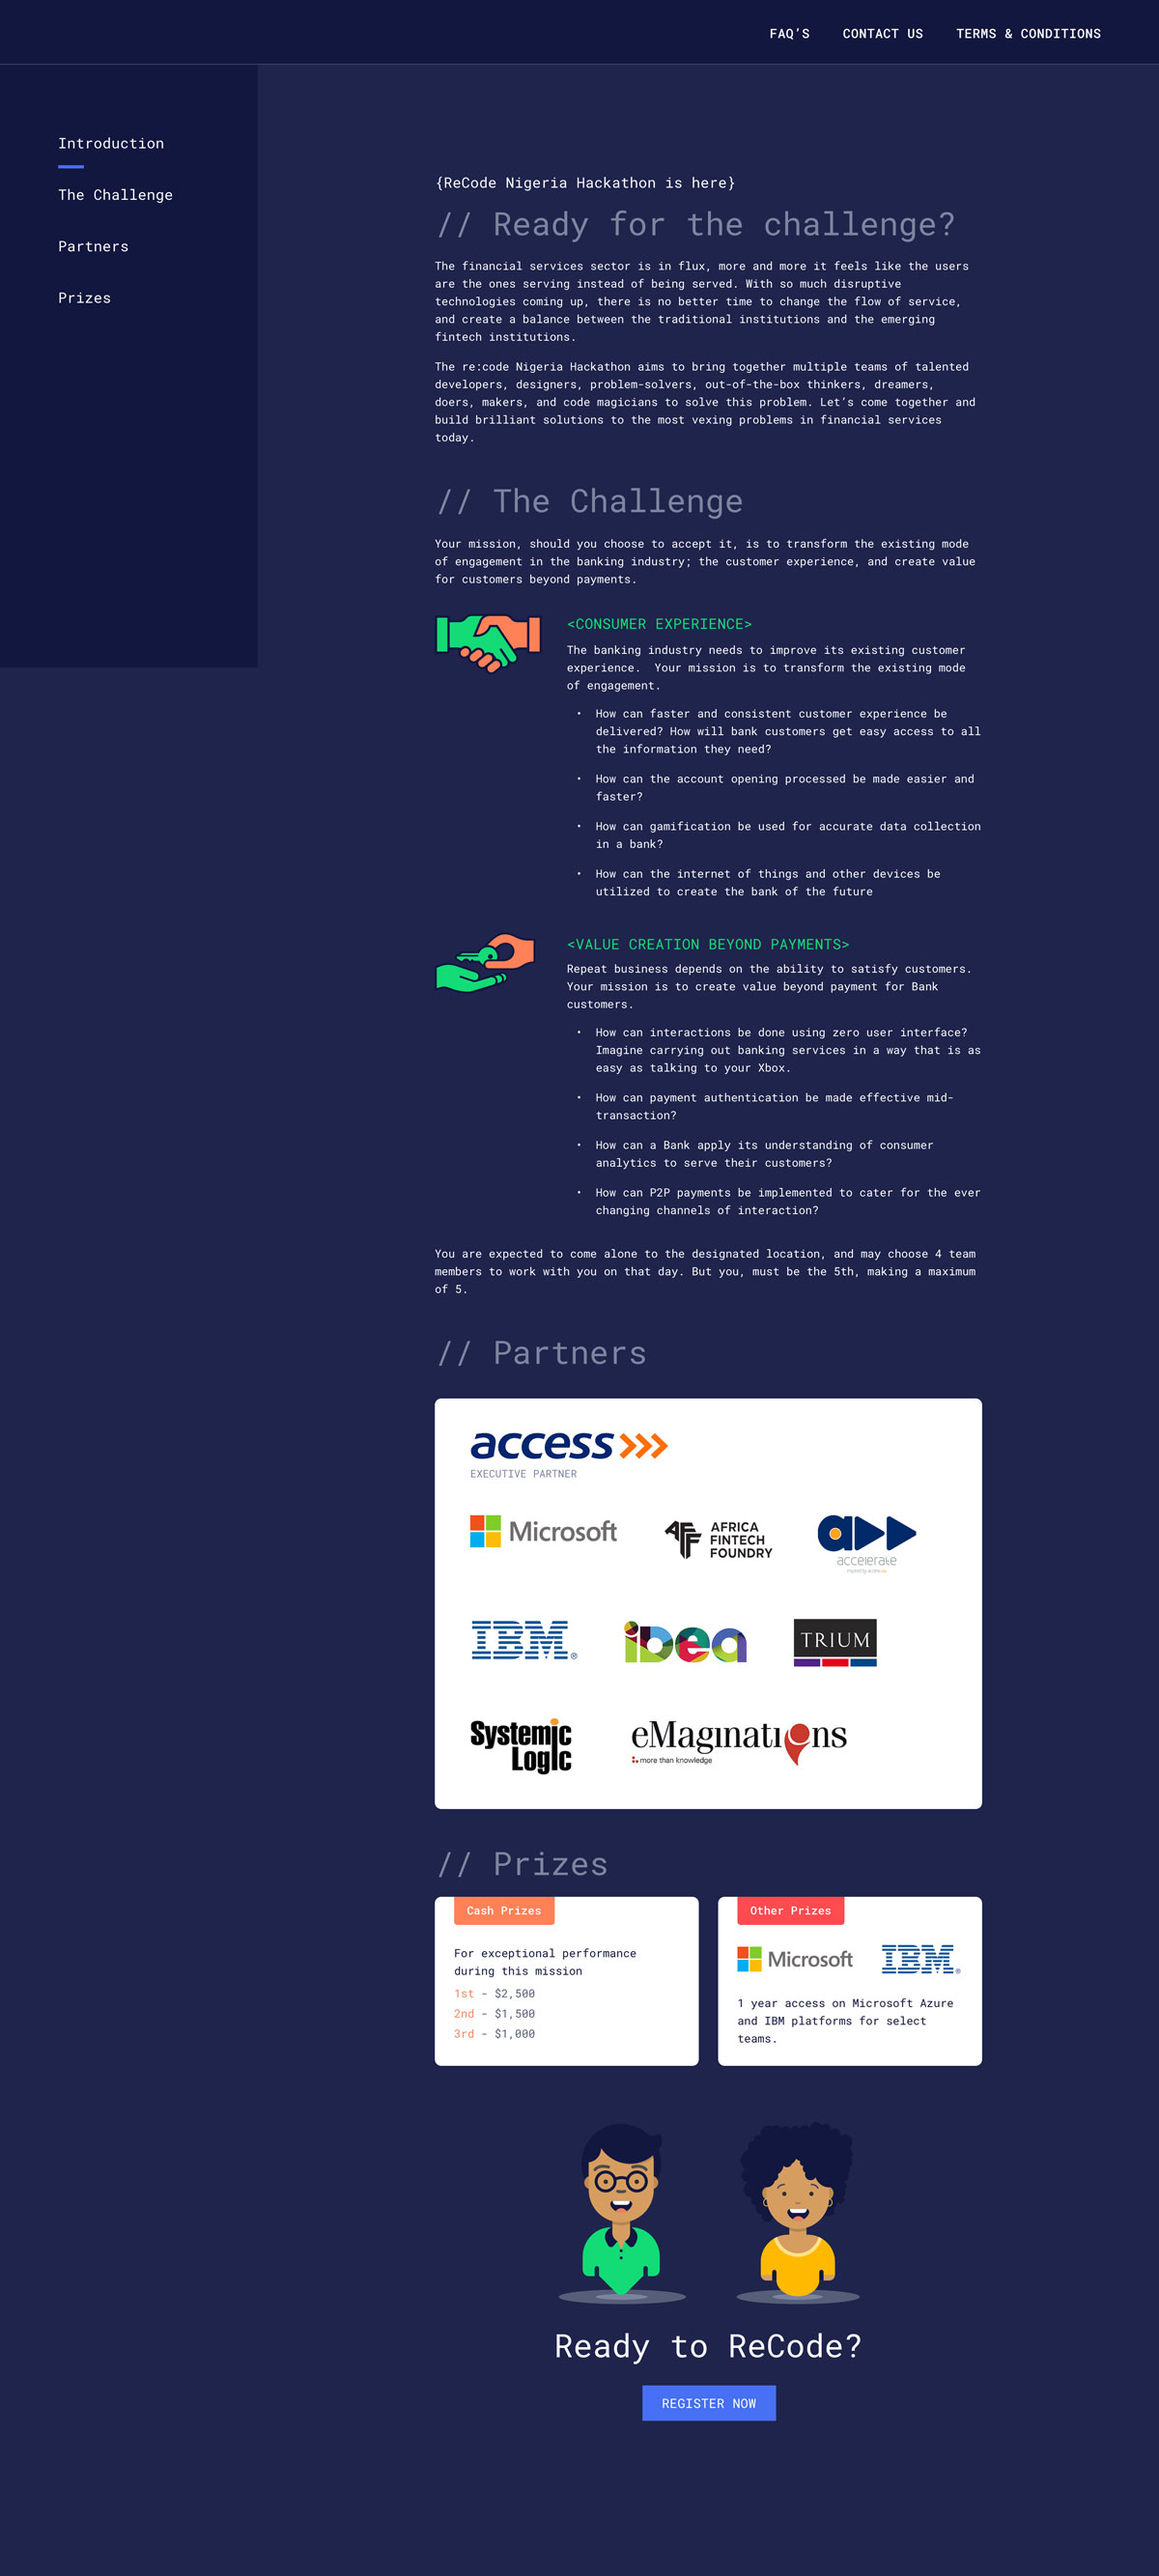 FAQ’S CONTACT US TERMS & CONDITIONS
Introduction
The Challenge
Partners
Prizes
{ReCode Nigeria Hackathon is here}
// Ready for the challenge?
The financial services sector is in flux, more and more it feels like the users
are the ones serving instead of being served. With so much disruptive
technologies coming up, there is no better time to change the flow of service,
and create a balance between the traditional institutions and the emerging
fintech institutions.
The re:code Nigeria Hackathon aims to bring together multiple teams of talented
developers, designers, problem-solvers, out-of-the-box thinkers, dreamers,
doers, makers, and code magicians to solve this problem. Let’s come together and
build brilliant solutions to the most vexing problems in financial services
today.
// The Challenge
Your mission, should you choose to accept it, is to transform the existing mode
of engagement in the banking industry; the customer experience, and create value
for customers beyond payments.
<CONSUMER EXPERIENCE>
The banking industry needs to improve its existing customer
experience.  Your mission is to transform the existing mode
of engagement.
• How can faster and consistent customer experience be
delivered? How will bank customers get easy access to all
the information they need?
• How can the account opening processed be made easier and
faster?
• How can gamification be used for accurate data collection
in a bank?
• How can the internet of things and other devices be
utilized to create the bank of the future
<VALUE CREATION BEYOND PAYMENTS>
Repeat business depends on the ability to satisfy customers.
Your mission is to create value beyond payment for Bank
customers.
• How can interactions be done using zero user interface?
Imagine carrying out banking services in a way that is as
easy as talking to your Xbox.
• How can payment authentication be made effective mid-
transaction?
• How can a Bank apply its understanding of consumer
analytics to serve their customers?
• How can P2P payments be implemented to cater for the ever
changing channels of interaction?
You are expected to come alone to the designated location, and may choose 4 team
members to work with you on that day. But you, must be the 5th, making a maximum
of 5.
// Partners
access
EXECUTIVE PARTNER
Microsoft
AFRICA
FINTECH
FOUNDRY
accelerate
IBM®
idea
TRIUM
Systemic
Logic
eMaginations
more than knowledge
// Prizes
Cash Prizes
For exceptional performance
during this mission
1st - $2,500
2nd - $1,500
3rd - $1,000
Other Prizes
Microsoft IBM®
1 year access on Microsoft Azure
and IBM platforms for select
teams.
Ready to ReCode?
REGISTER NOW